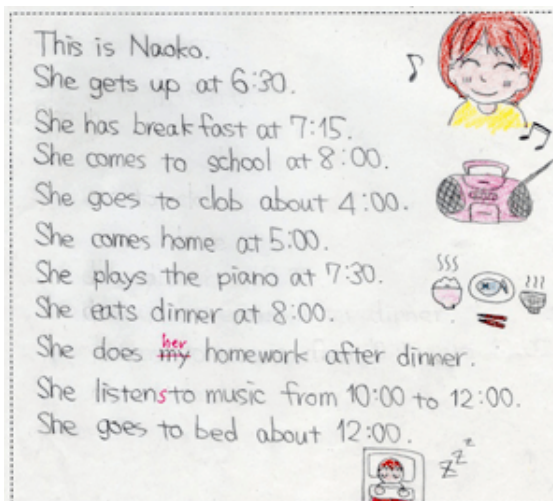 This is Naoko.
She gets up at 6:30.
She has breakfast at 7:15.
She comes to school at 8:00.
She goes to clob about 4:00.
She comes home at 5:00.
She plays the piano at 7:30.
She eats dinner at 8:00.
She does my her homework after dinner.
She listens to music from 10:00 to 12:00.
She goes to bed about 12:00.
zzz